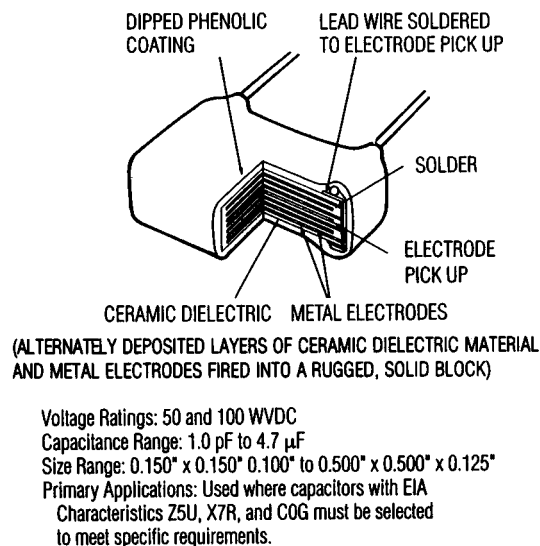 DIPPED PHENOLIC
COATING
LEAD WIRE SOLDERED
TO ELECTRODE PICK UP
SOLDER
ELECTRODE
PICK UP
CERAMIC DIELECTRIC
METAL ELECTRODES
(ALTERNATELY DEPOSITED LAYERS OF CERAMIC DIELECTRIC MATERIAL
AND METAL ELECTRODES FIRED INTO A RUGGED, SOLID BLOCK)
Voltage Ratings: 50 and 100 WVDC
Capacitance Range: 1.0 pF to 4.7 µF
Size Range: 0.150" x 0.150" 0.100" to 0.500" x 0.500" x 0.125"
Primary Applications: Used where capacitors with EIA
Characteristics Z5U, X7R, and C0G must be selected
to meet specific requirements.